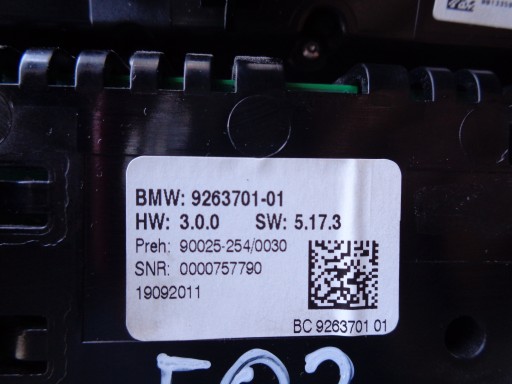 BMW: 9263701-01
HW: 3.0.0 SW: 5.17.3
Preh: 90025-254/0030
SNR: 0000757790
19092011
BC 9263701 01